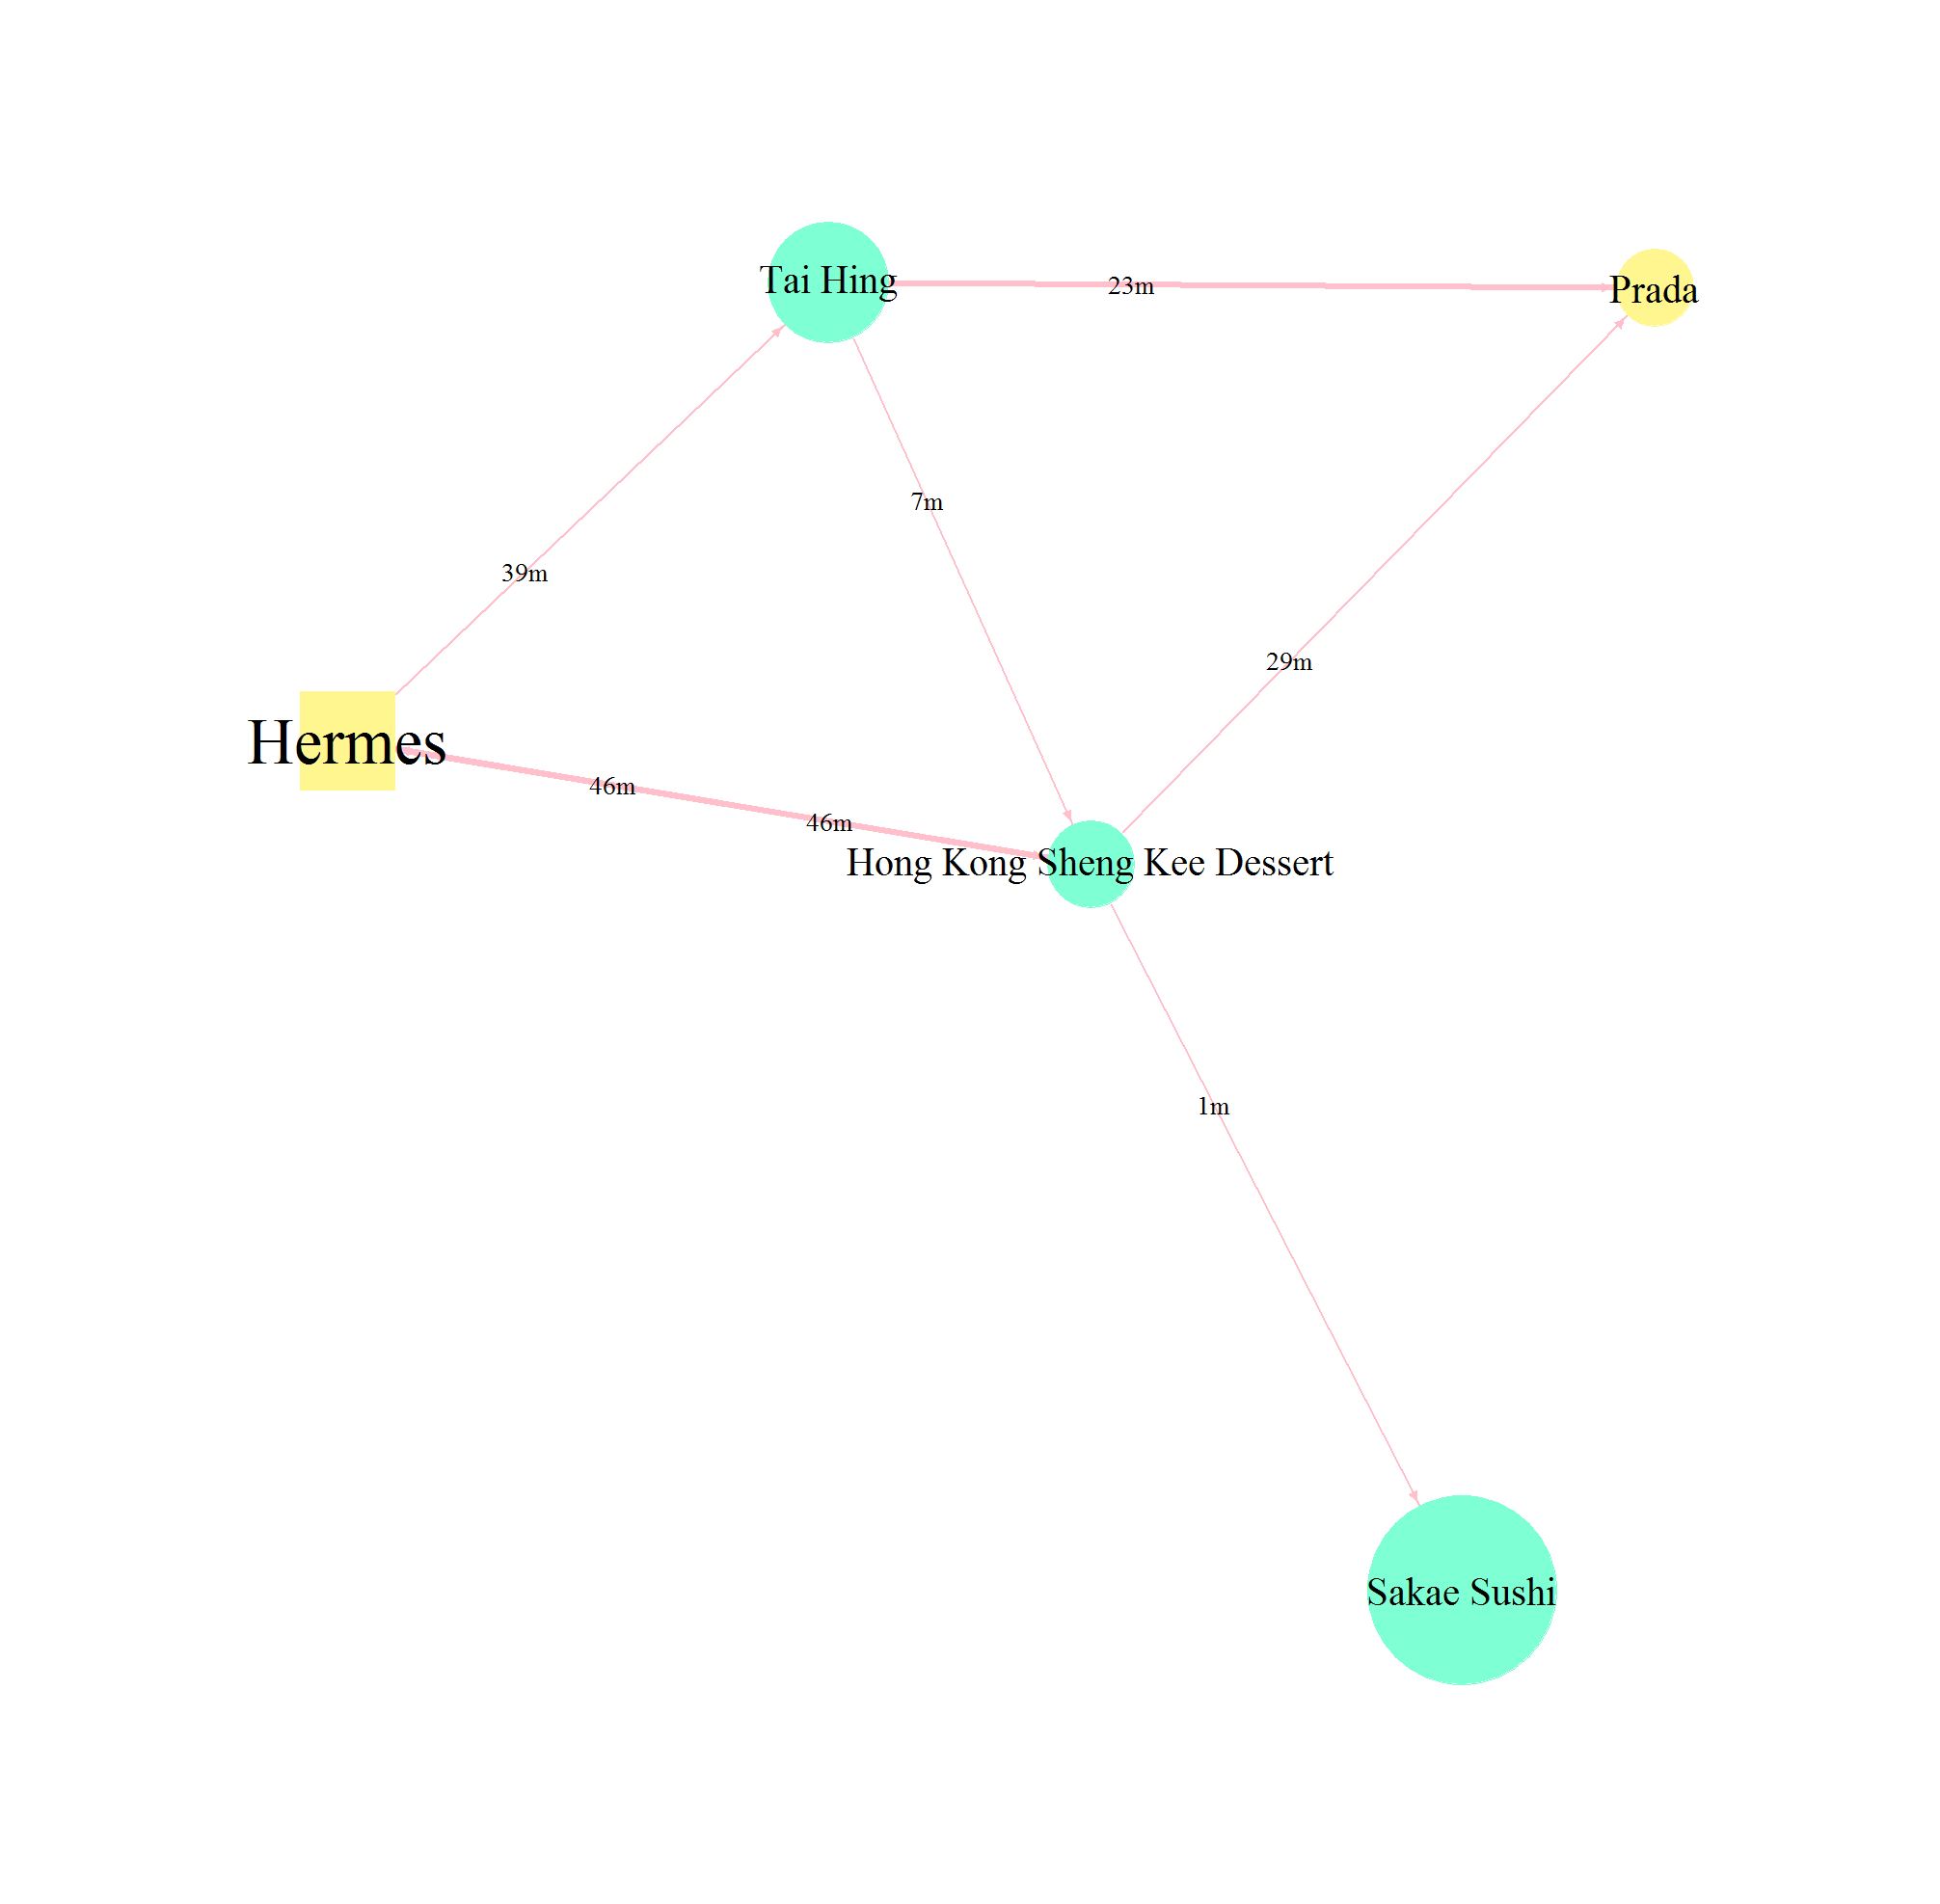 Tai Hing
23m
Prada
7m
39m
29m
Hermes
46m
46m
Hong Kong Sheng Kee Dessert
1m
Sakae Sushi